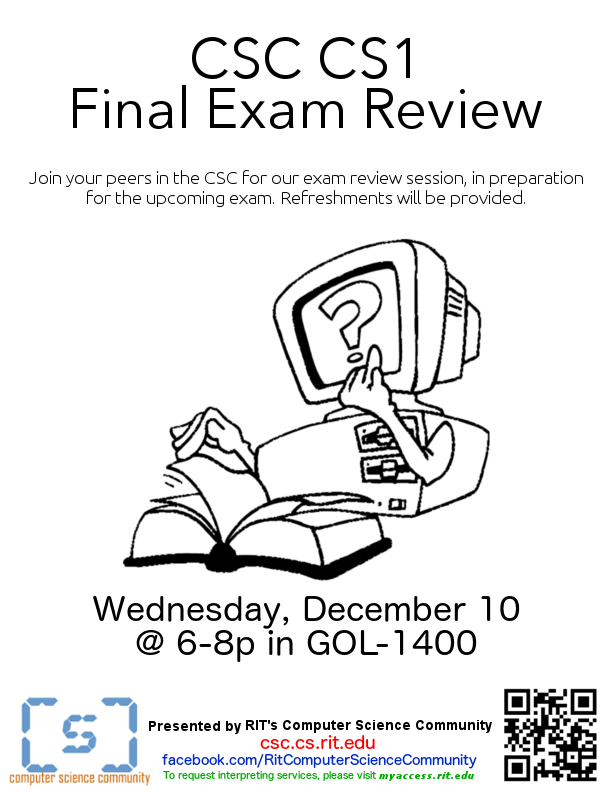 CSC CS1
Final Exam Review
Join your peers in the CSC for our exam review session, in preparation
for the upcoming exam. Refreshments will be provided.
?
Wednesday, December 10
@ 6-8p in GOL-1400
[s]
computer science community
Presented by RIT's Computer Science Community
csc.cs.rit.edu
facebook.com/RitComputerScienceCommunity
To request interpreting services, please visit myaccess.rit.edu